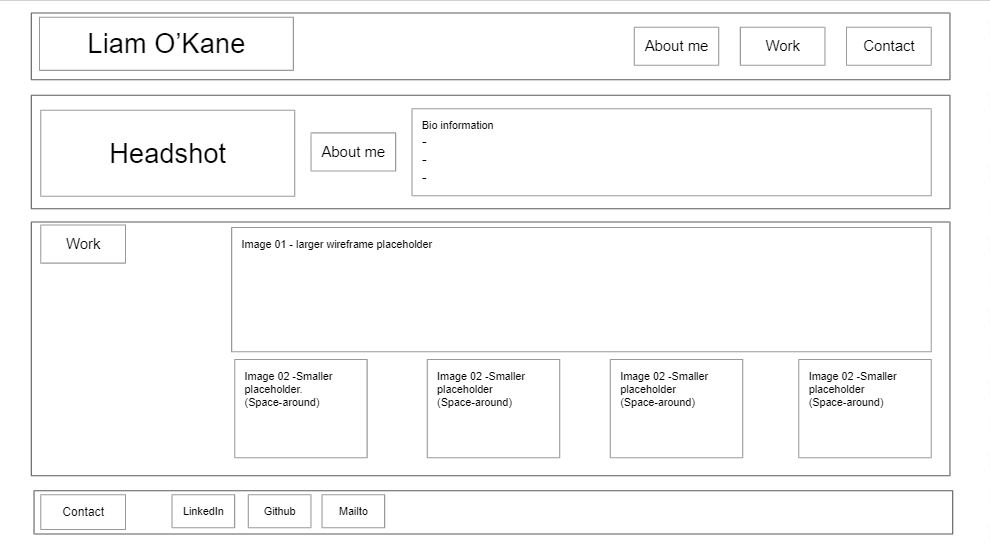 Liam O’Kane
About me
Work
Contact
Headshot
About me
Bio information
-
-
-
Work
Image 01 - larger wireframe placeholder
Image 02 -Smaller
placeholder.
(Space-around)
Image 02 -Smaller
placeholder
(Space-around)
Image 02 -Smaller
placeholder
(Space-around)
Image 02 -Smaller
placeholder
(Space-around)
Contact
LinkedIn
Github
Mailto